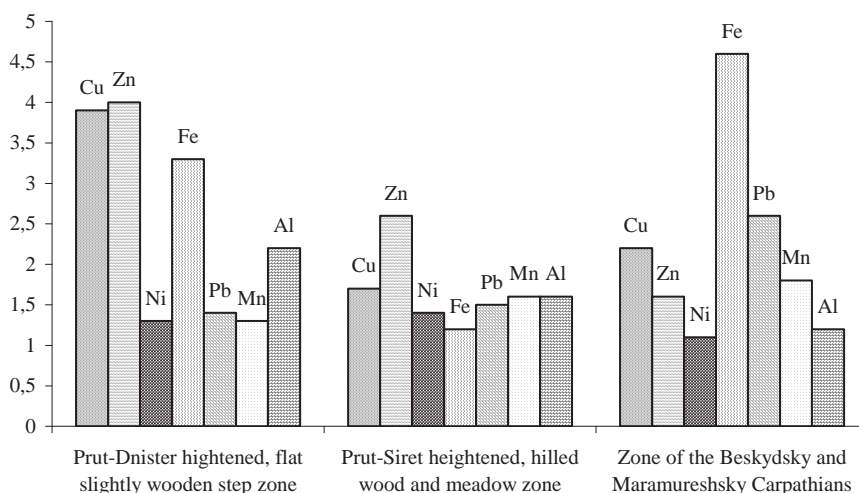 5
4,5
4
3,5
3
2,5
2
1,5
1
0,5
0
Cu
Zn
Ni
Fe
Pb
Mn
Al
Cu
Zn
Ni
Fe
Pb
Mn
Al
Cu
Zn
Ni
Fe
Pb
Mn
Al
Prut-Dnister hightened, flat
slightly wooden step zone
Prut-Siret heightened, hilled
wood and meadow zone
Zone of the Beskydsky and
Maramureshsky Carpathians